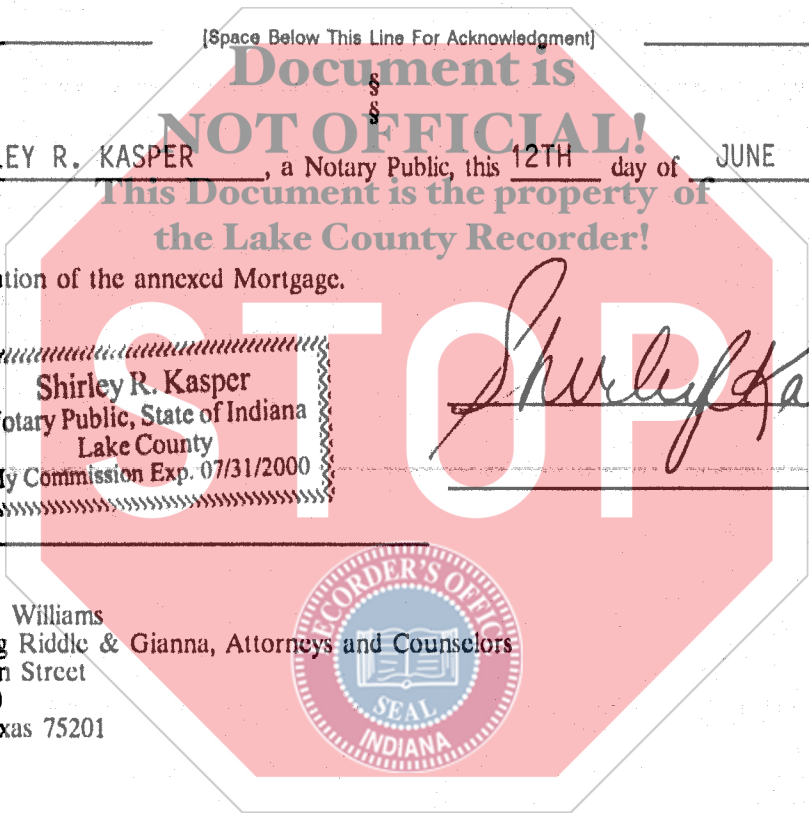 [Space Below This Line For Acknowledgment]
Document is
§
§
NOT OFFICIAL!
LEY R. KASPER, a Notary Public, this 12TH day of JUNE
This Document is the property of
the Lake County Recorder!
tion of the annexed Mortgage.
STOP
Shirley R. Kasper
otary Public, State of Indiana
Lake County
y Commission Exp. 07/31/2000
Shirley R Ka
RECORDER'S OFFICE
SEAL
INDIANA
Williams
g Riddle & Gianna, Attorneys and Counselors
n Street
)
xas 75201